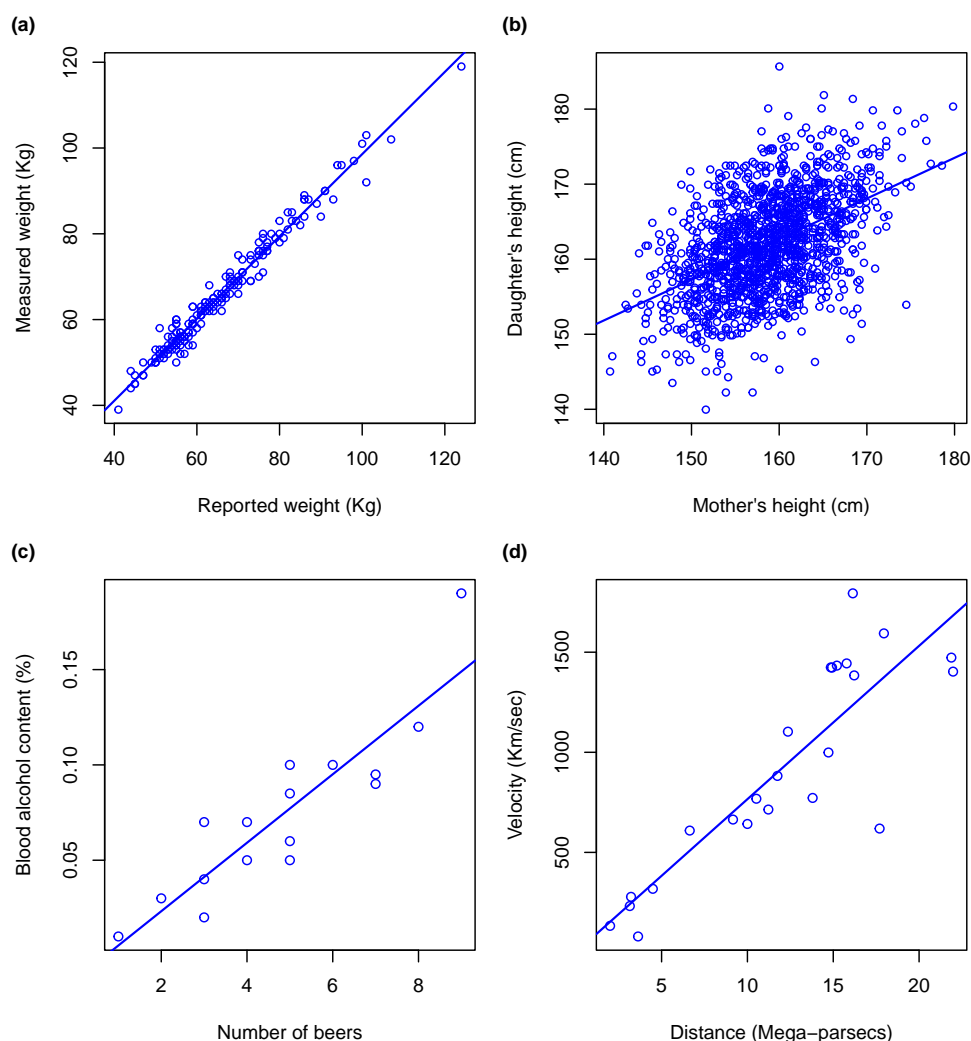 (a)
Measured weight (Kg)
120
100
80
60
40
40 60 80 100 120
Reported weight (Kg)
(b)
Daughter's height (cm)
180
170
160
150
140
140 150 160 170 180
Mother's height (cm)
(c)
Blood alcohol content (%)
0.15
0.10
0.05
2 4 6 8
Number of beers
(d)
Velocity (Km/sec)
1500
1000
500
5 10 15 20
Distance (Mega−parsecs)